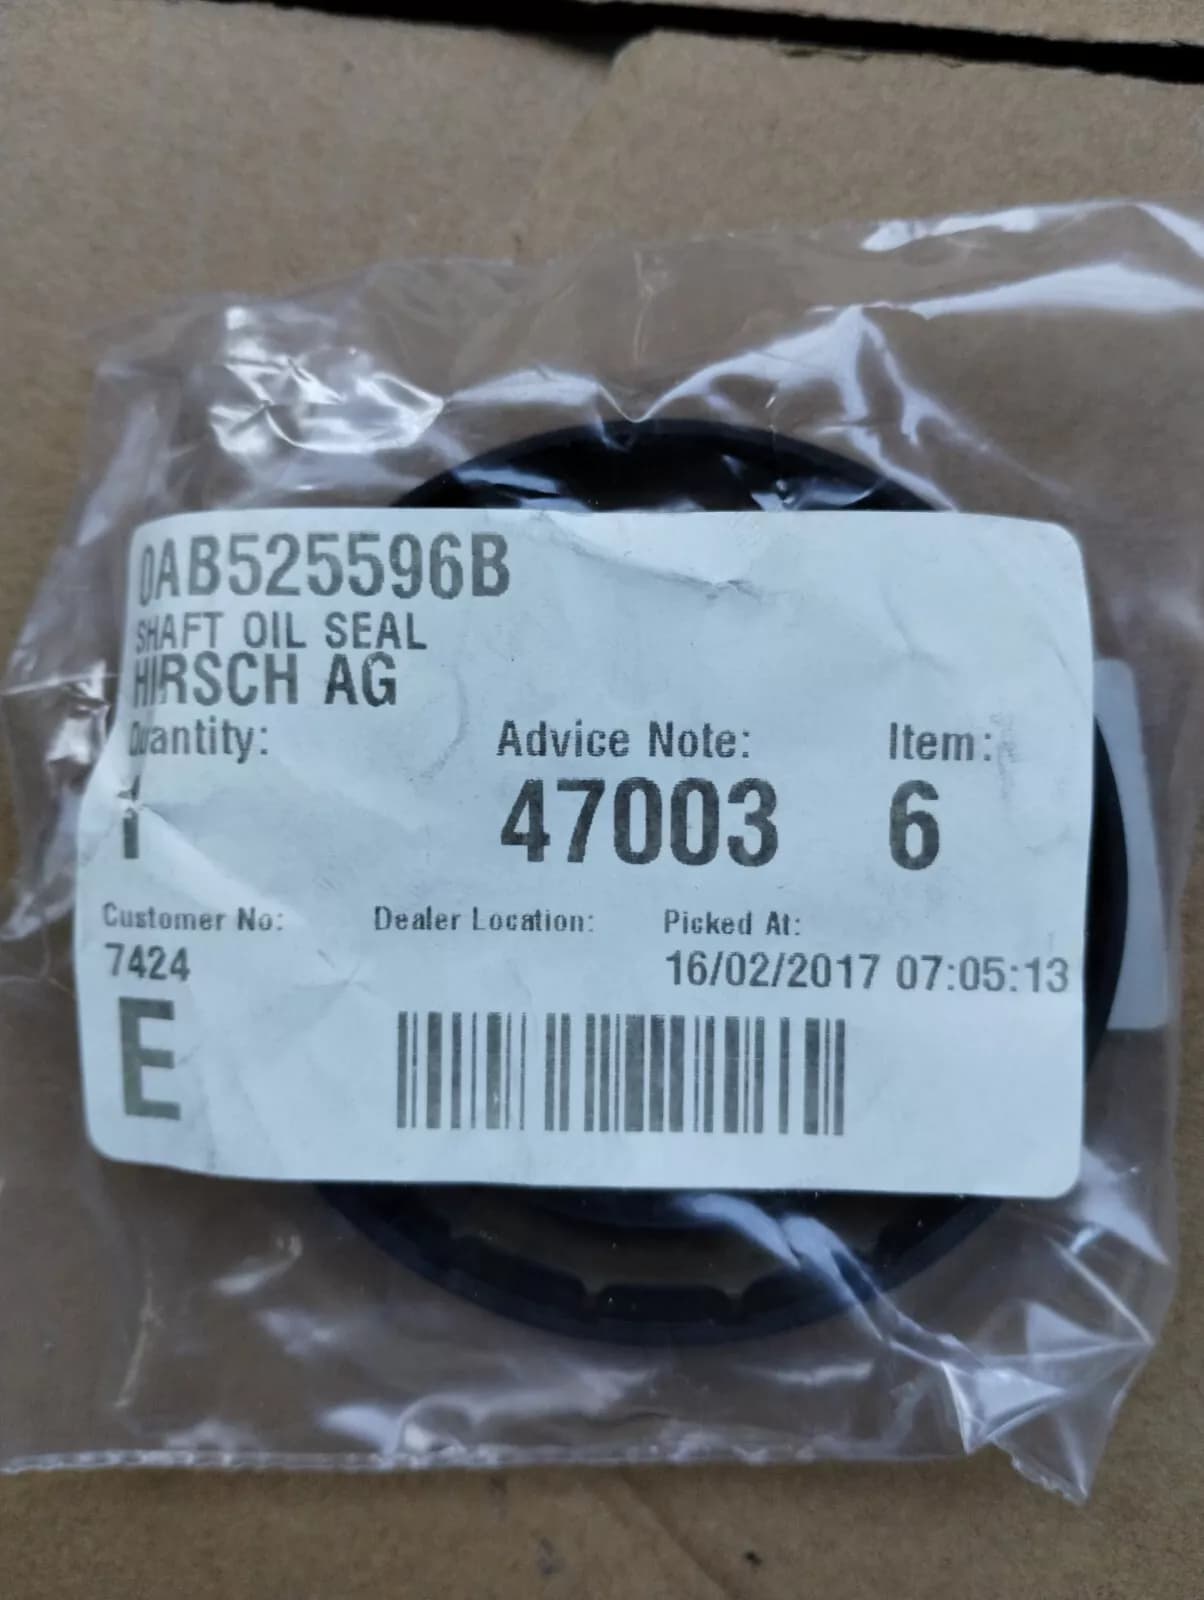 0AB525596B
SHAFT OIL SEAL
HIRSCH AG
Quantity: Advice Note: Item:
1 47003 6
Customer No: Dealer Location: Picked At:
7424 16/02/2017 07:05:13
E